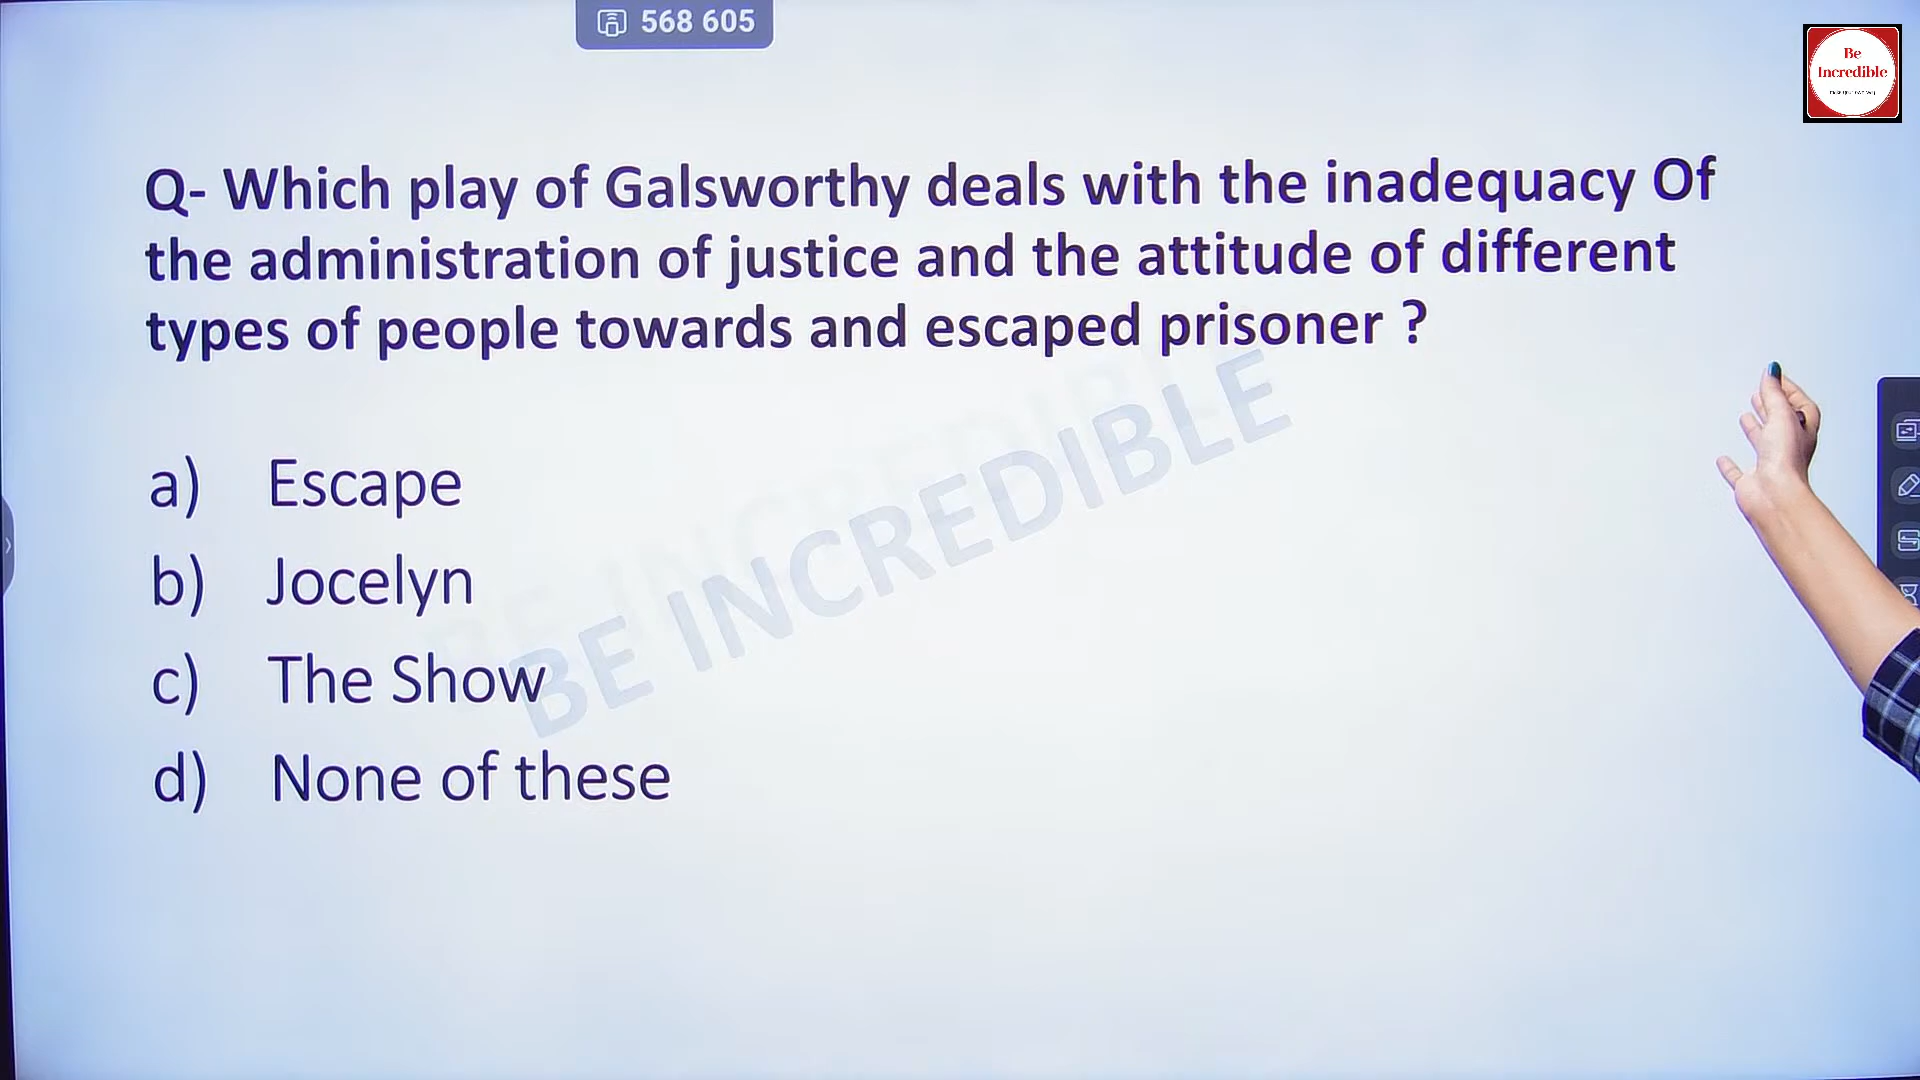 568 605
Be
Incredible
Q- Which play of Galsworthy deals with the inadequacy Of
the administration of justice and the attitude of different
types of people towards and escaped prisoner ?
a) Escape
b) Jocelyn
c) The Show
d) None of these
BE INCREDIBLE